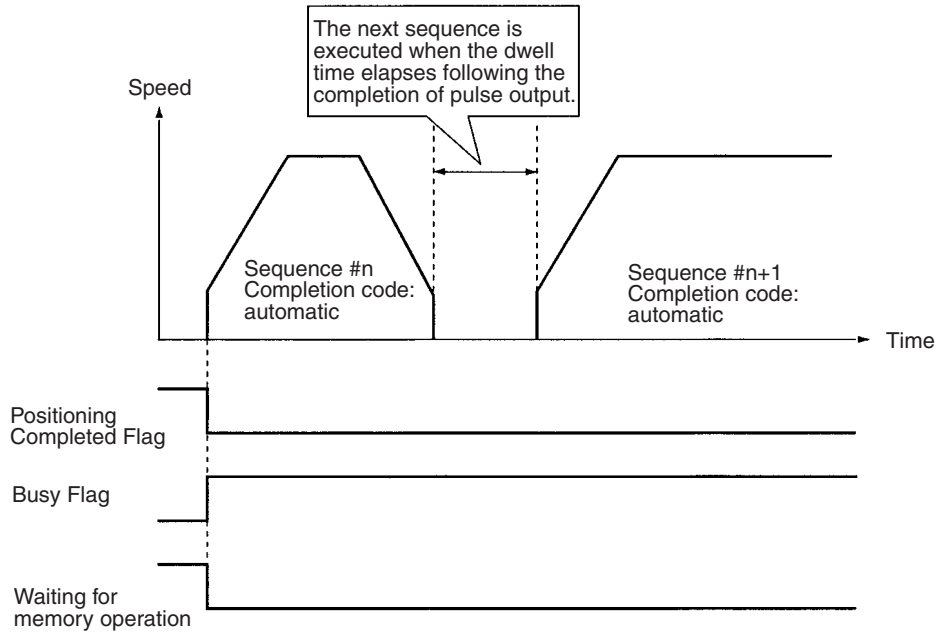 The next sequence is
executed when the dwell
time elapses following the
completion of pulse output.
Speed
Sequence #n
Completion code:
automatic
Sequence #n+1
Completion code:
automatic
Time
Positioning
Completed Flag
Busy Flag
Waiting for
memory operation